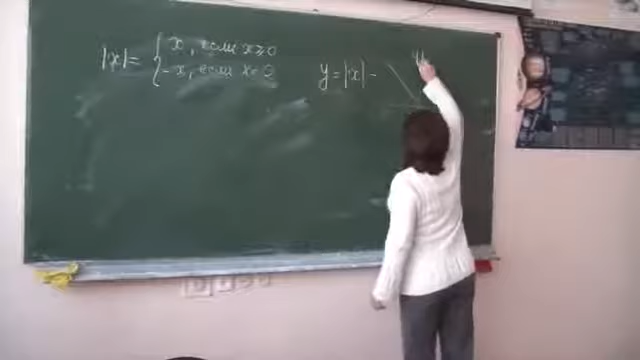 |x| = { x, если x ≥ 0
- x, если x < 0
y = |x| -
y